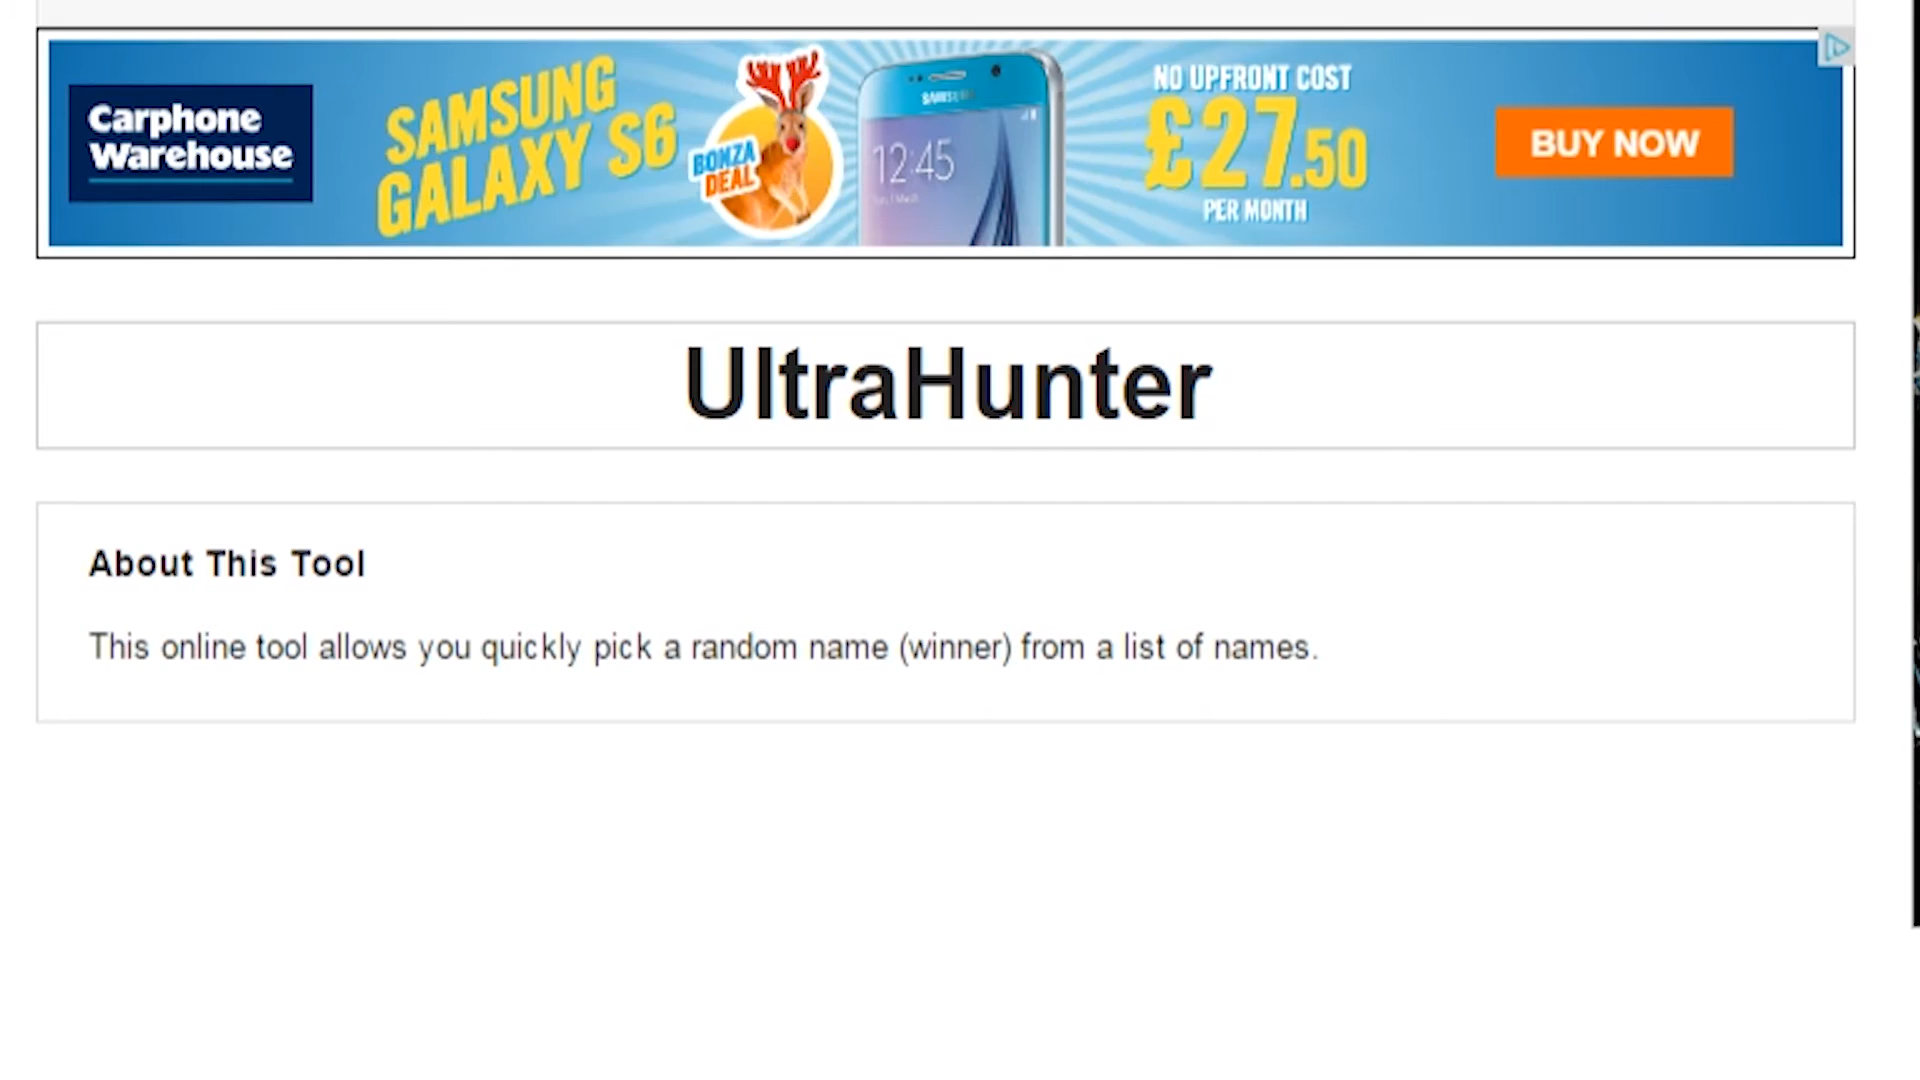 Carphone
Warehouse
SAMSUNG
GALAXY S6
BONZA
DEAL
SAMSUNG
12:45
NO UPFRONT COST
£27.50
PER MONTH
BUY NOW
UltraHunter
About This Tool
This online tool allows you quickly pick a random name (winner) from a list of names.